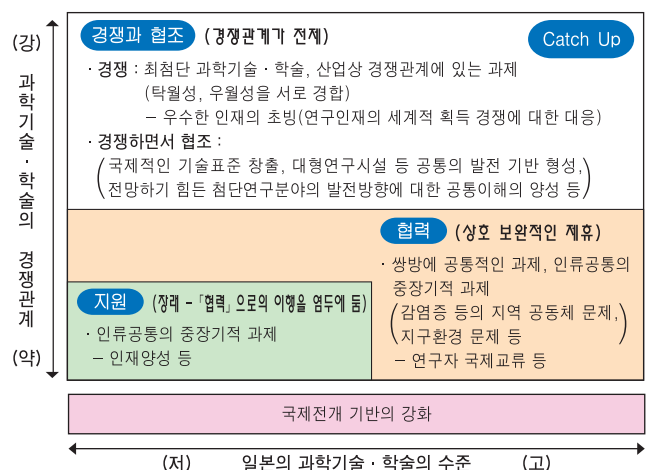 경쟁과 협조 (경쟁관계가 전제)
Catch Up
· 경쟁 : 최첨단 과학기술 · 학술, 산업상 경쟁관계에 있는 과제
(탁월성, 우월성을 서로 경합)
- 우수한 인재의 초빙(연구인재의 세계적 획득 경쟁에 대한 대응)
· 경쟁하면서 협조 :
(국제적인 기술표준 창출, 대형연구시설 등 공통의 발전 기반 형성,
전망하기 힘든 첨단연구분야의 발전방향에 대한 공통이해의 양성 등)
협력 (상호 보완적인 제휴)
· 쌍방에 공통적인 과제, 인류공통의
중장기적 과제
(감염증 등의 지역 공동체 문제,
지구환경 문제 등)
- 연구자 국제교류 등
지원 (장래 - 「협력」으로의 이행을 염두에 둠)
· 인류공통의 중장기적 과제
- 인재양성 등
국제전개 기반의 강화
(강) 과학기술 · 학술의 경쟁관계 (약)
(저) 일본의 과학기술 · 학술의 수준 (고)